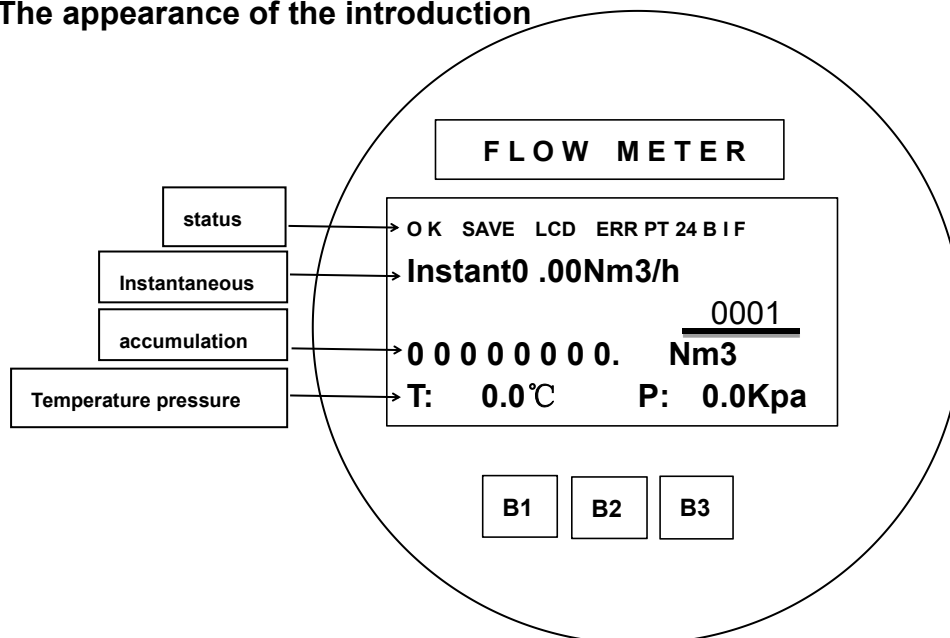 The appearance of the introduction
FLOW METER
status
OK SAVE LCD ERR PT 24 B I F
Instantaneous
Instant0 .00Nm3/h
0001
accumulation
0 0 0 0 0 0 0 0. Nm3
Temperature pressure
T: 0.0℃ P: 0.0Kpa
B1 B2 B3